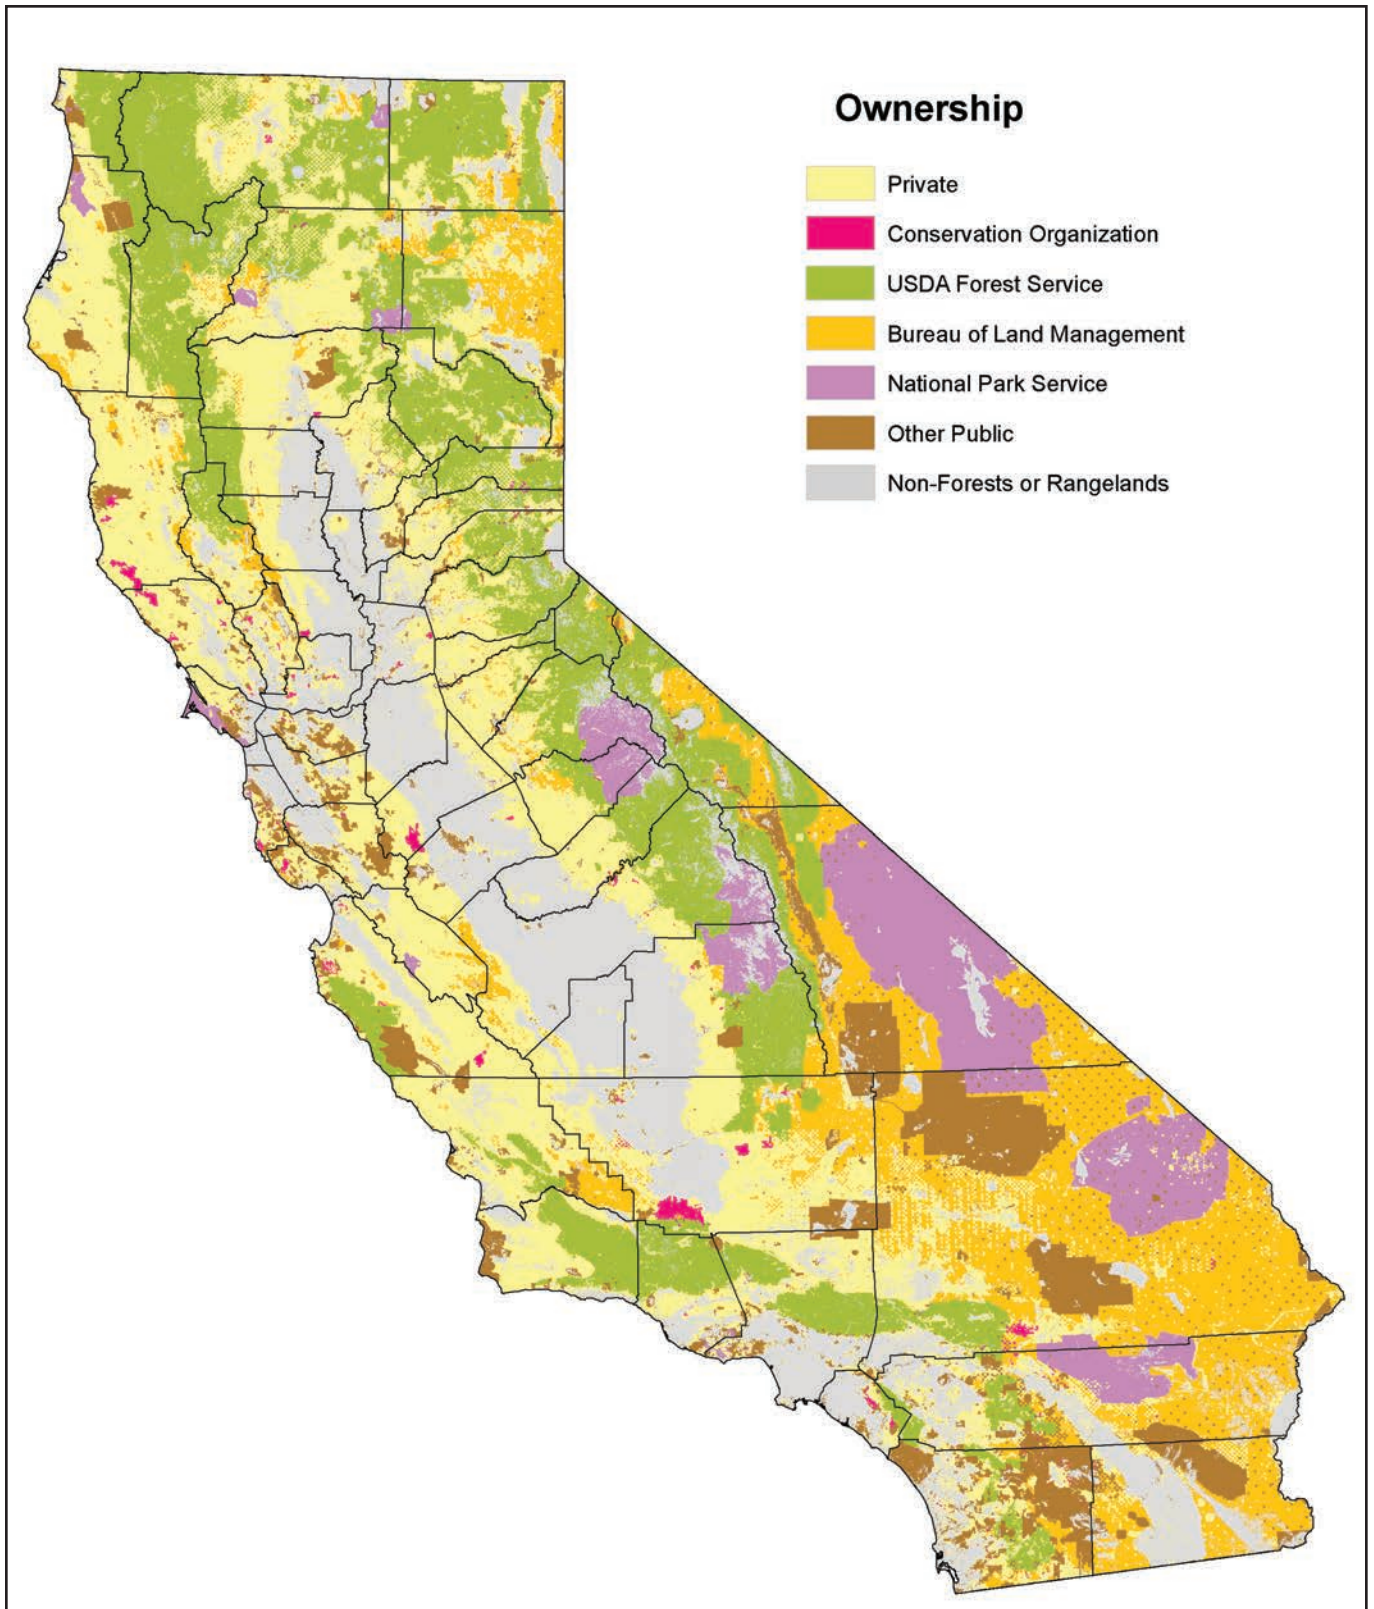 Ownership
Private
Conservation Organization
USDA Forest Service
Bureau of Land Management
National Park Service
Other Public
Non-Forests or Rangelands